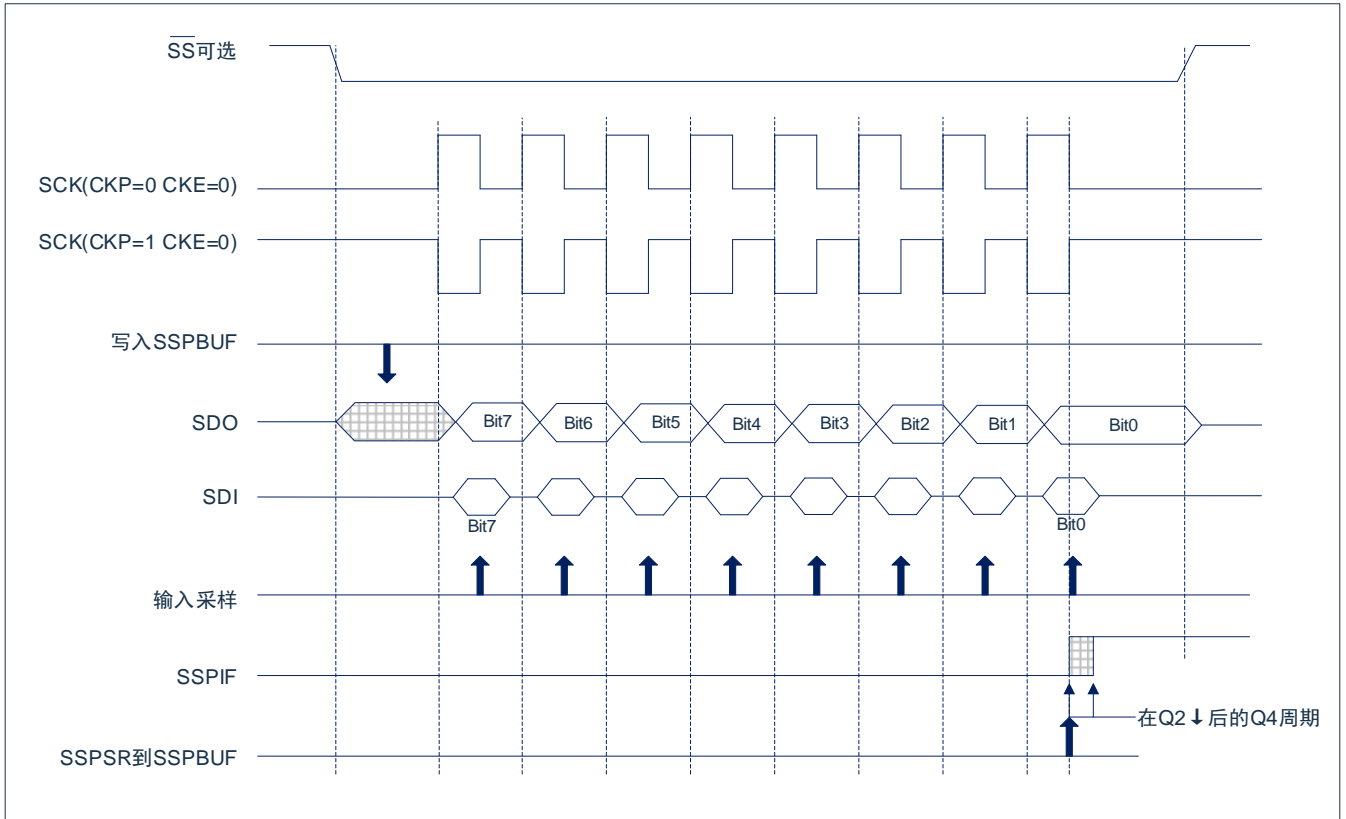 SS可选
SCK(CKP=0 CKE=0)
SCK(CKP=1 CKE=0)
写入SSPBUF
SDO
Bit7
Bit6
Bit5
Bit4
Bit3
Bit2
Bit1
Bit0
SDI
Bit7
Bit0
输入采样
SSPIF
在Q2↓后的Q4周期
SSPSR到SSPBUF